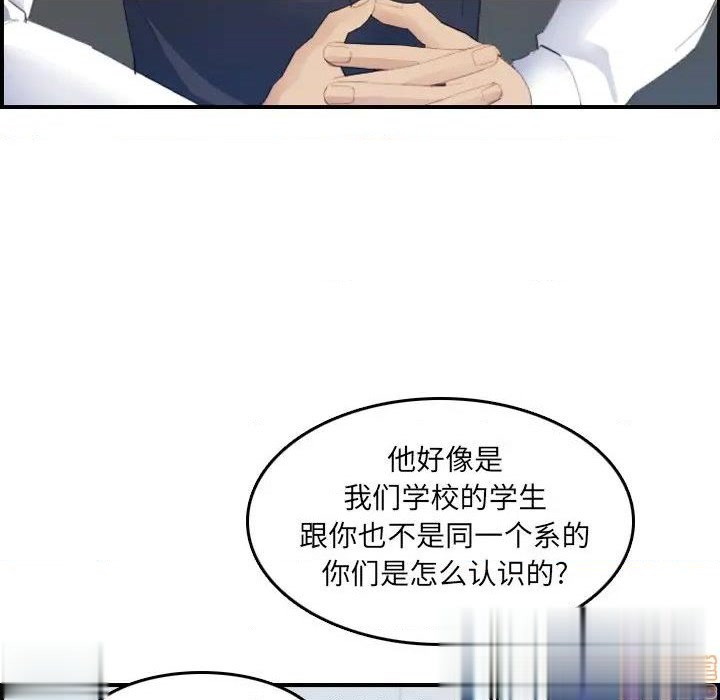 他好像是
我们学校的学生
跟你也不是同一个系的
你们是怎么认识的?